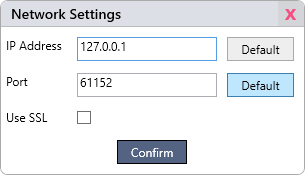 Network Settings X
IP Address 127.0.0.1 Default
Port 61152 Default
Use SSL
Confirm